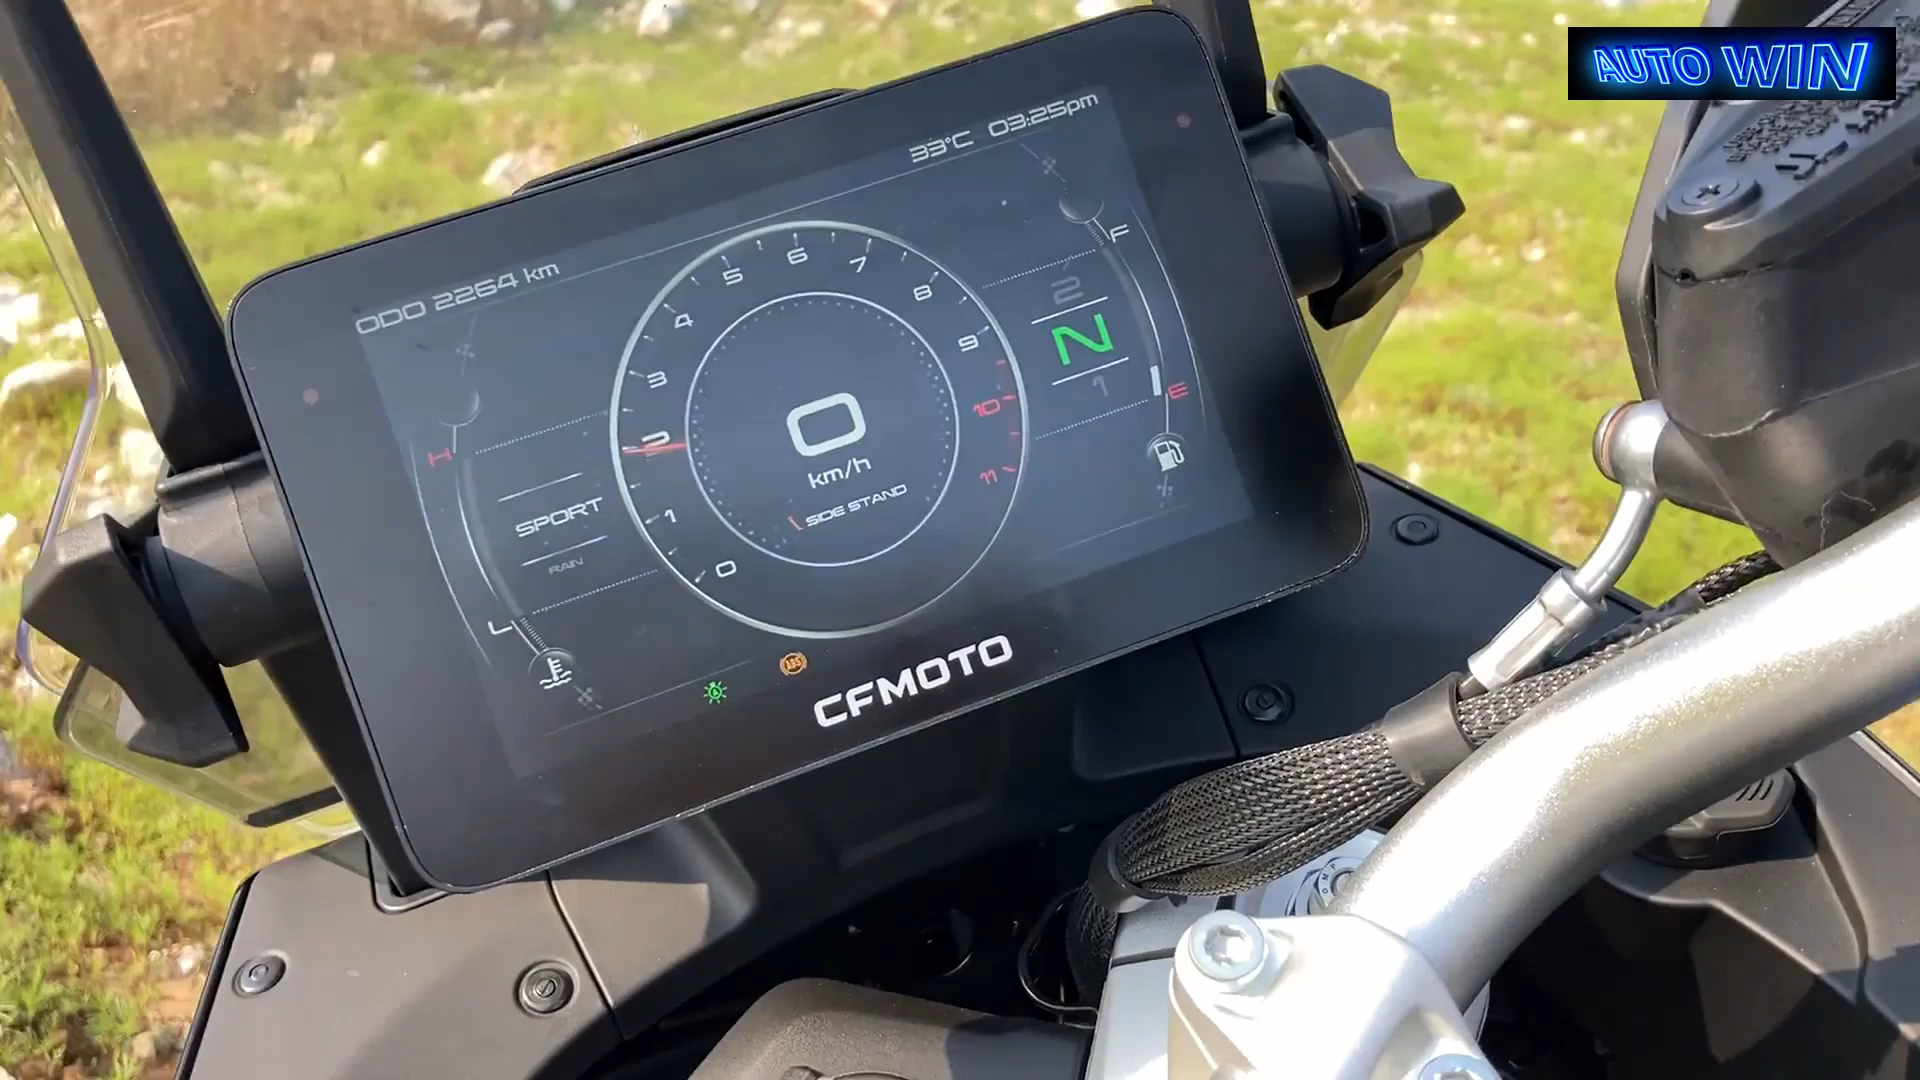 AUTO WIN
33°C 03:25pm
ODO 2264 km
0 1 2 3 4 5 6 7 8 9 10 11
0
km/h
SIDE STAND
F
E
2
N
1
H
L
SPORT
RAIN
ABS
CFMOTO